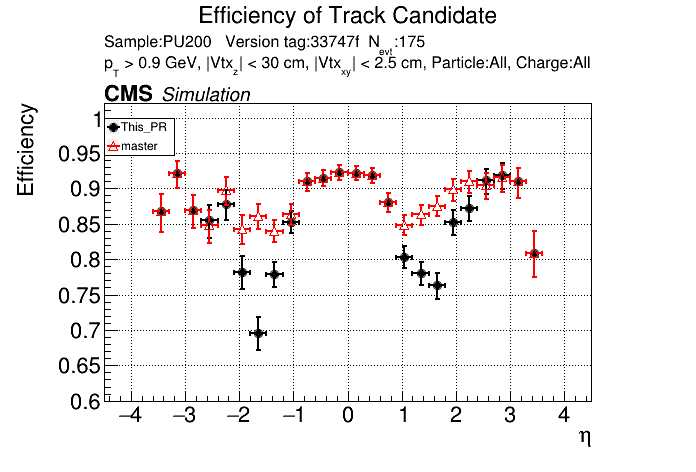 Efficiency of Track Candidate
Sample:PU200 Version tag:33747f N_evt:175
p_T > 0.9 GeV, |Vtx_z| < 30 cm, |Vtx_xy| < 2.5 cm, Particle:All, Charge:All
CMS Simulation
Efficiency
1
0.95
0.9
0.85
0.8
0.75
0.7
0.65
0.6
This_PR
master
−4 −3 −2 −1 0 1 2 3 4
η